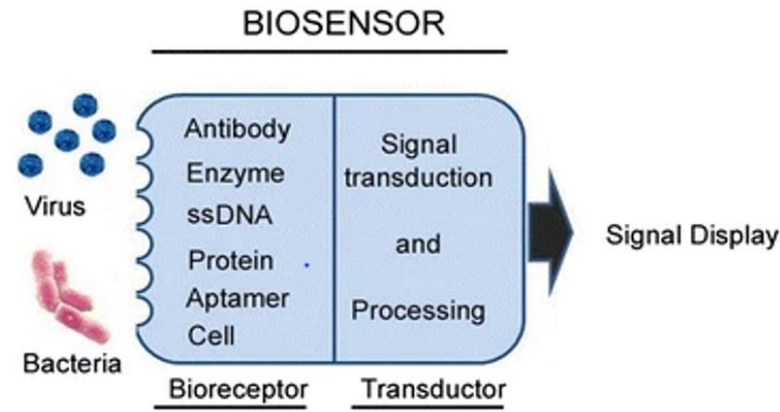 BIOSENSOR
Virus
Bacteria
Antibody
Enzyme
ssDNA
Protein
Aptamer
Cell
Signal
transduction
and
Processing
Signal Display
Bioreceptor
Transductor